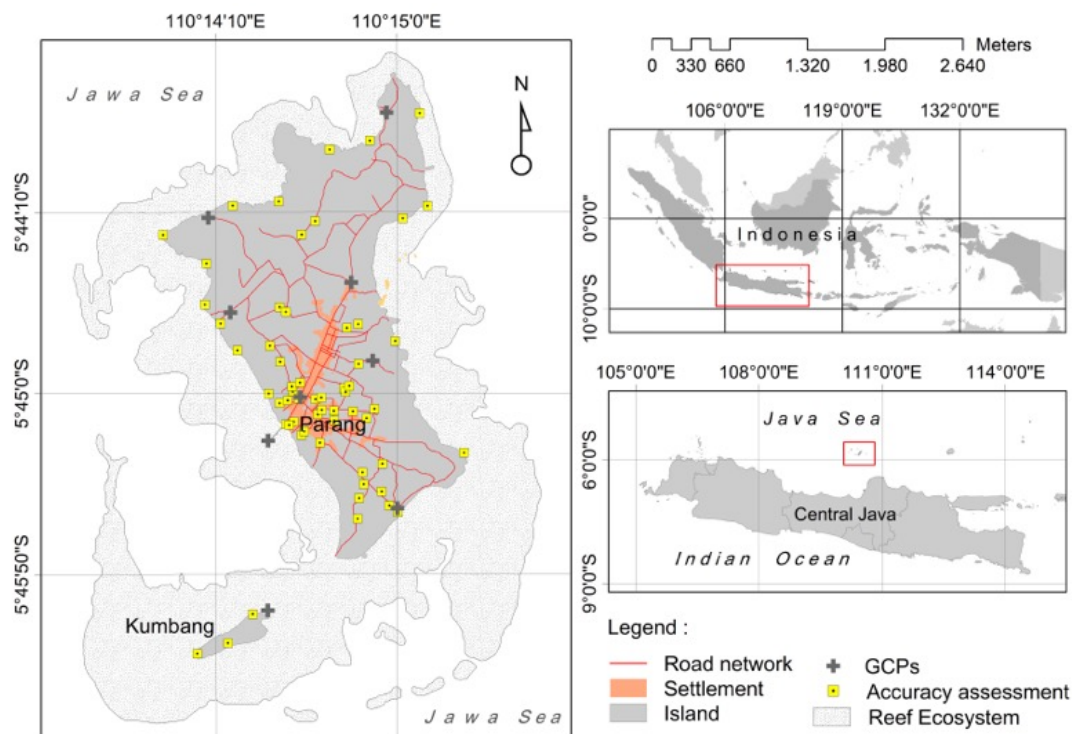 110°14'10"E 110°15'0"E
Jawa Sea
N
5°44'10"S
5°45'0"S
Parang
5°45'50"S
Kumbang
Jawa Sea
Meters
0 330 660 1.320 1.980 2.640
106°0'0"E 119°0'0"E 132°0'0"E
0°0'0"
Indonesia
10°0'0"S
105°0'0"E 108°0'0"E 111°0'0"E 114°0'0"E
Java Sea
6°0'0"S
Central Java
Indian Ocean
9°0'0"S
Legend :
Road network
Settlement
Island
GCPs
Accuracy assessment
Reef Ecosystem